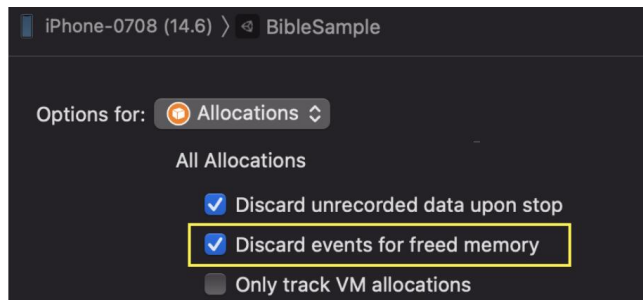 iPhone-0708 (14.6) 〉 BibleSample
Options for: Allocations
All Allocations
Discard unrecorded data upon stop
Discard events for freed memory
Only track VM allocations